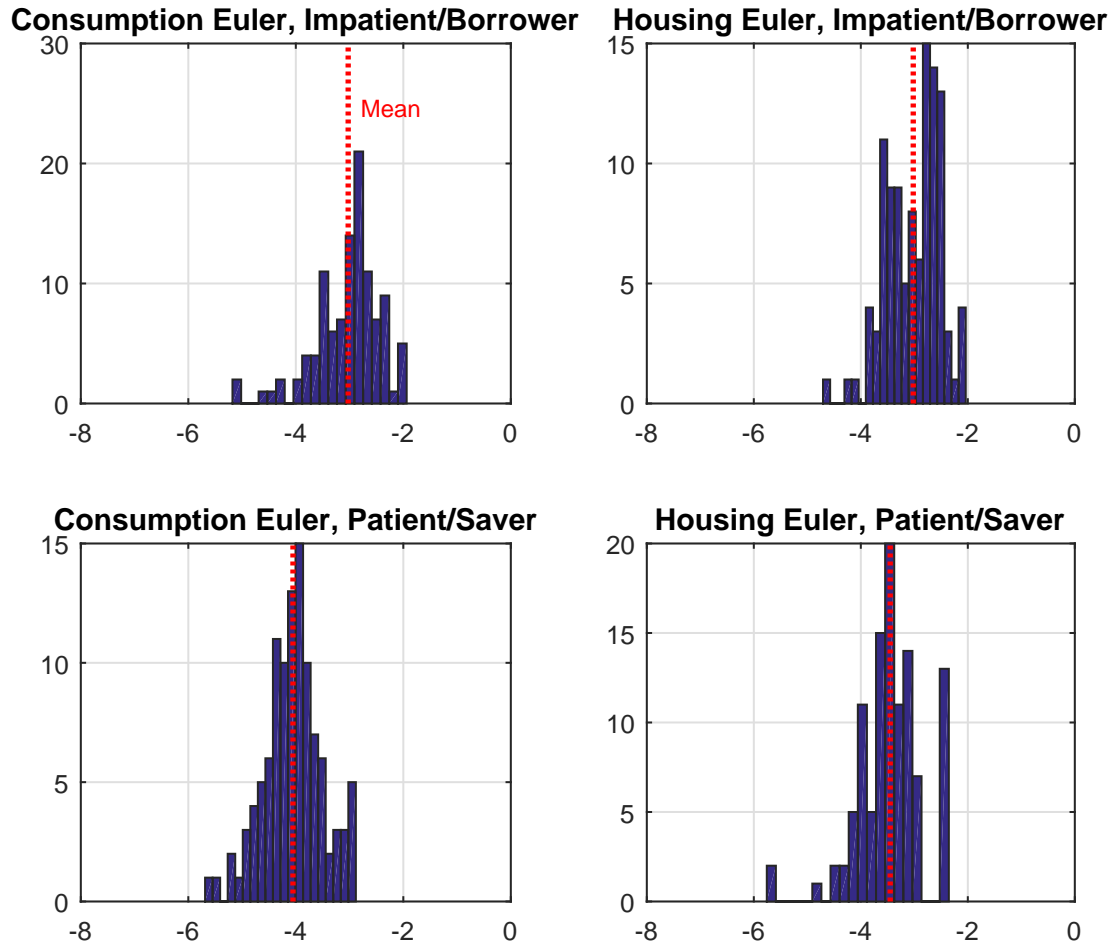 Consumption Euler, Impatient/Borrower
30
20
10
0
-8 -6 -4 -2 0
Mean
Housing Euler, Impatient/Borrower
15
10
5
0
-8 -6 -4 -2 0
Consumption Euler, Patient/Saver
15
10
5
0
-8 -6 -4 -2 0
Housing Euler, Patient/Saver
20
15
10
5
0
-8 -6 -4 -2 0